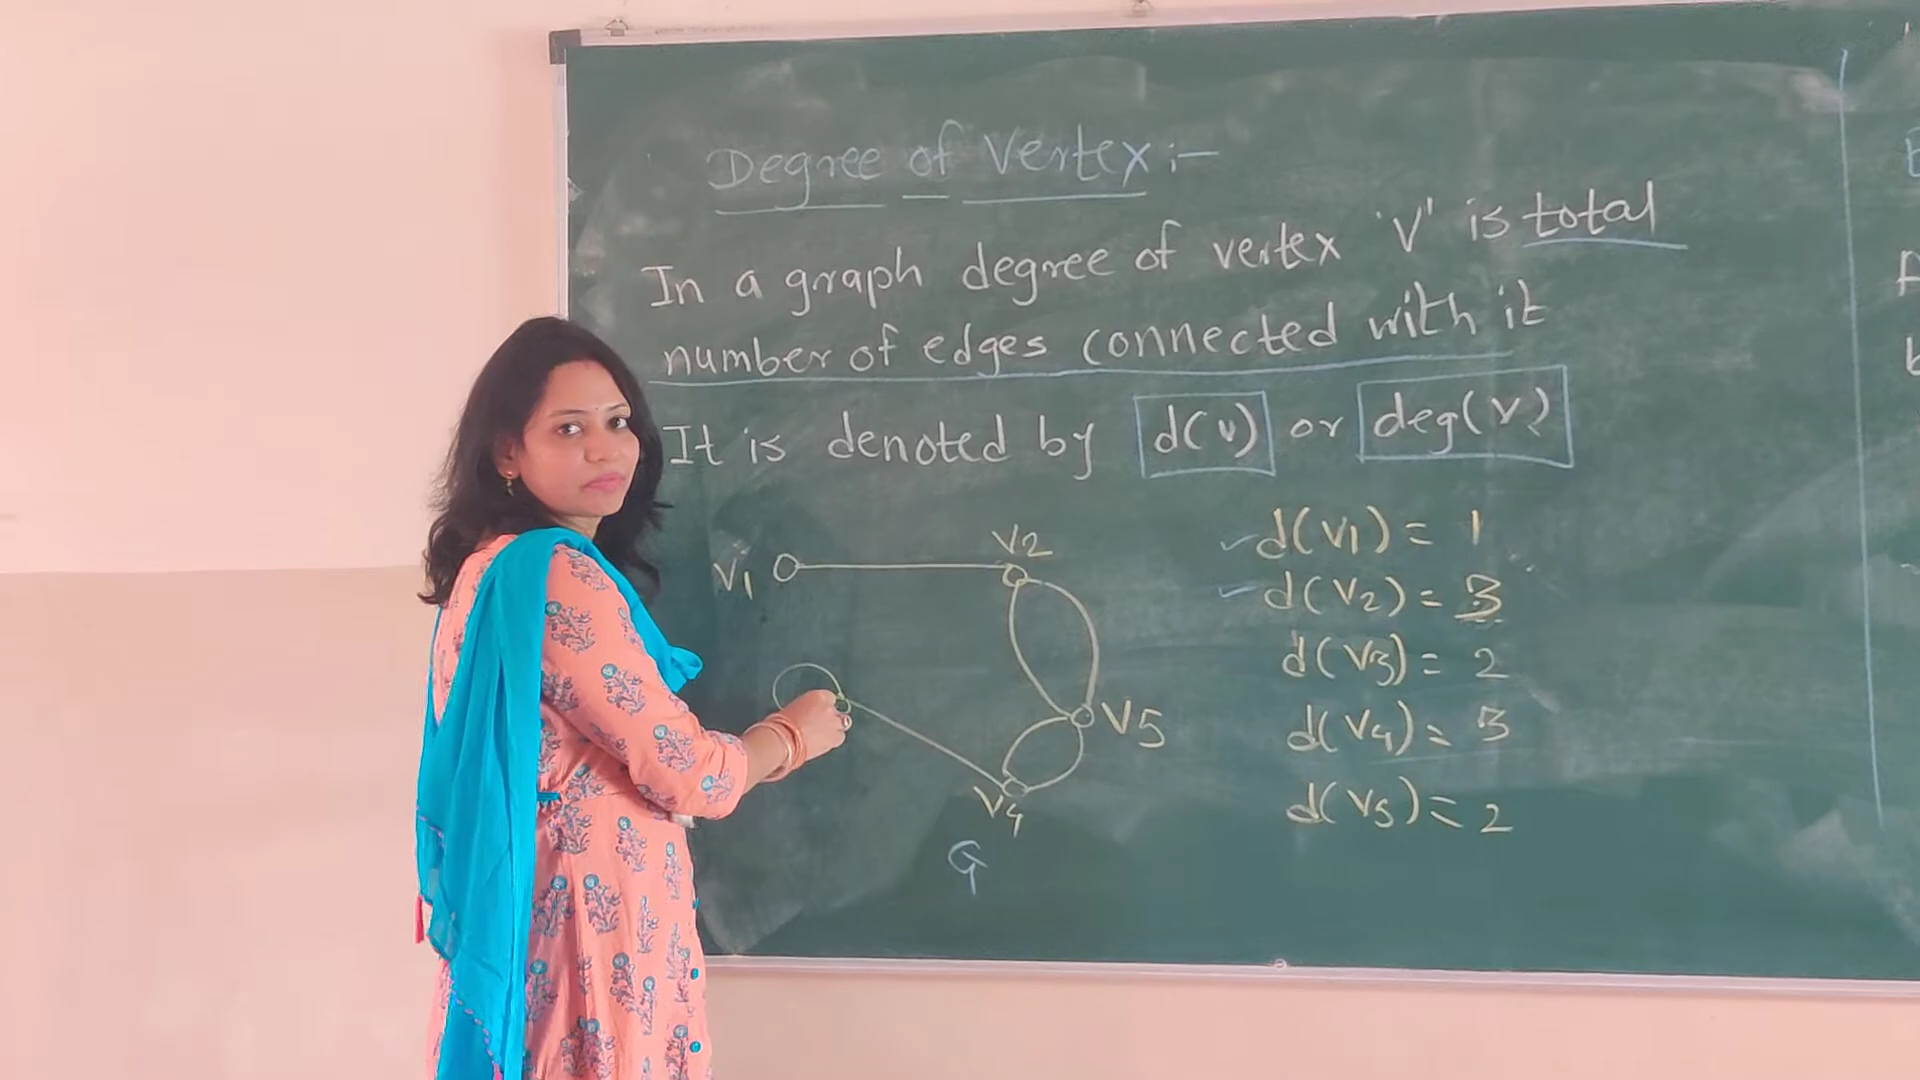 Degree of Vertex:-
In a graph degree of vertex 'V' is total
number of edges connected with it
It is denoted by d(v) or deg(v)
V1
V2
V5
V4
G
d(V1) = 1
d(V2) = 3
d(V3) = 2
d(V4) = 3
d(V5) = 2